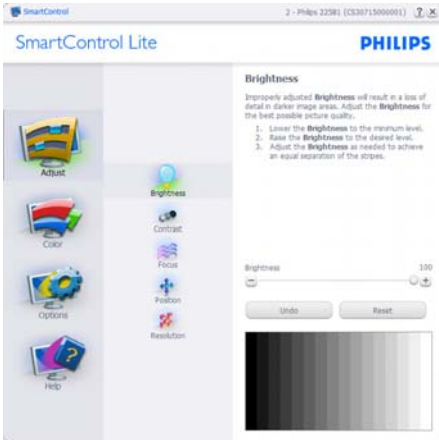 SmartControl
2 - Philips 225B1 (CS30715000001)
SmartControl Lite
PHILIPS
Adjust
Color
Options
Help
Brightness
Contrast
Focus
Position
Resolution
Brightness
Improperly adjusted Brightness will result in a loss of
detail in darker image areas. Adjust the Brightness for
the best possible picture quality.
1. Lower the Brightness to the minimum level.
2. Raise the Brightness to the desired level.
3. Adjust the Brightness as needed to achieve
an equal separation of the stripes.
Brightness 100
Undo
Reset